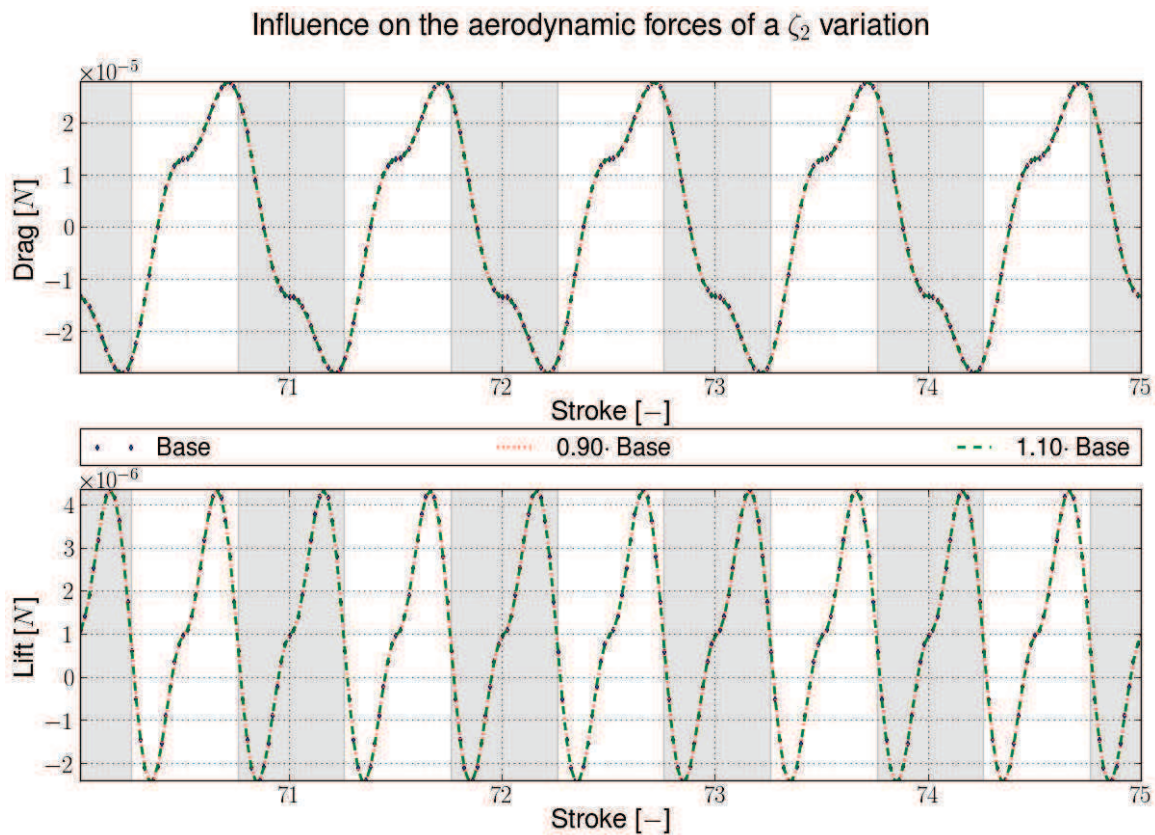 Influence on the aerodynamic forces of a ζ₂ variation
×10⁻⁵
2
1
0
−1
−2
Drag [N]
71 72 73 74 75
Stroke [−]
Base 0.90· Base 1.10· Base
×10⁻⁶
4
3
2
1
0
−1
−2
Lift [N]
71 72 73 74 75
Stroke [−]